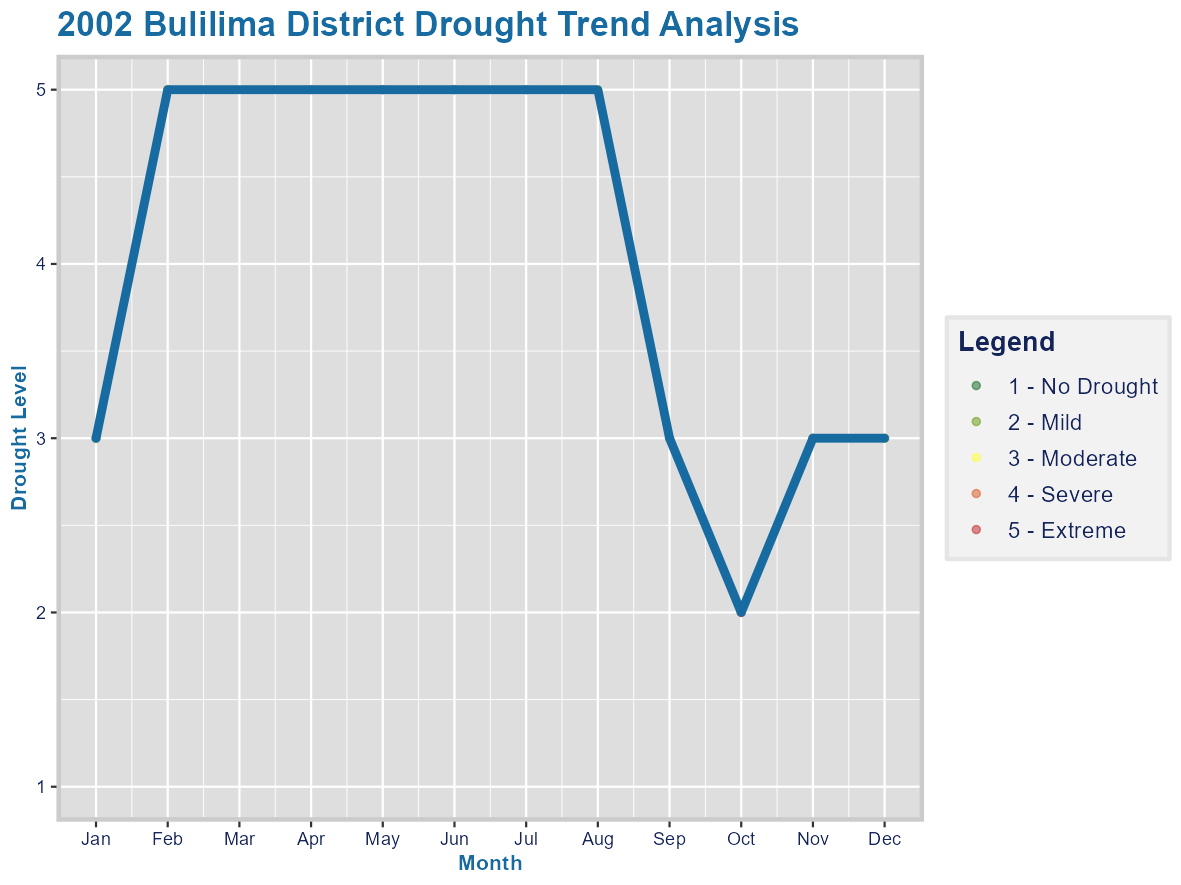 2002 Bulilima District Drought Trend Analysis
Drought Level
5
4
3
2
1
Jan Feb Mar Apr May Jun Jul Aug Sep Oct Nov Dec
Month
Legend
1 - No Drought
2 - Mild
3 - Moderate
4 - Severe
5 - Extreme